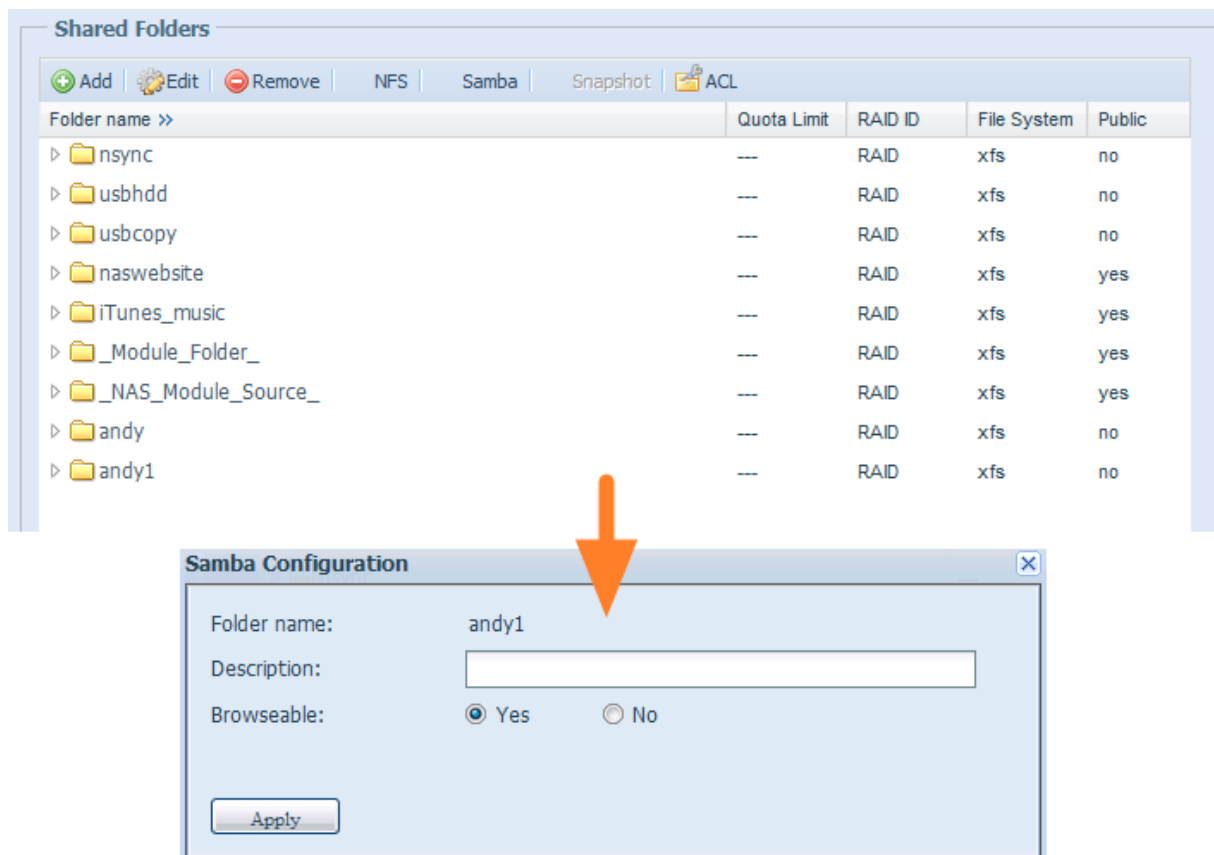 Shared Folders
Add Edit Remove NFS Samba Snapshot ACL
Folder name >> Quota Limit RAID ID File System Public
nsync --- RAID xfs no
usbhdd --- RAID xfs no
usbcopy --- RAID xfs no
naswebsite --- RAID xfs yes
iTunes_music --- RAID xfs yes
_Module_Folder_ --- RAID xfs yes
_NAS_Module_Source_ --- RAID xfs yes
andy --- RAID xfs no
andy1 --- RAID xfs no
Samba Configuration
Folder name: andy1
Description:
Browseable: Yes No
Apply